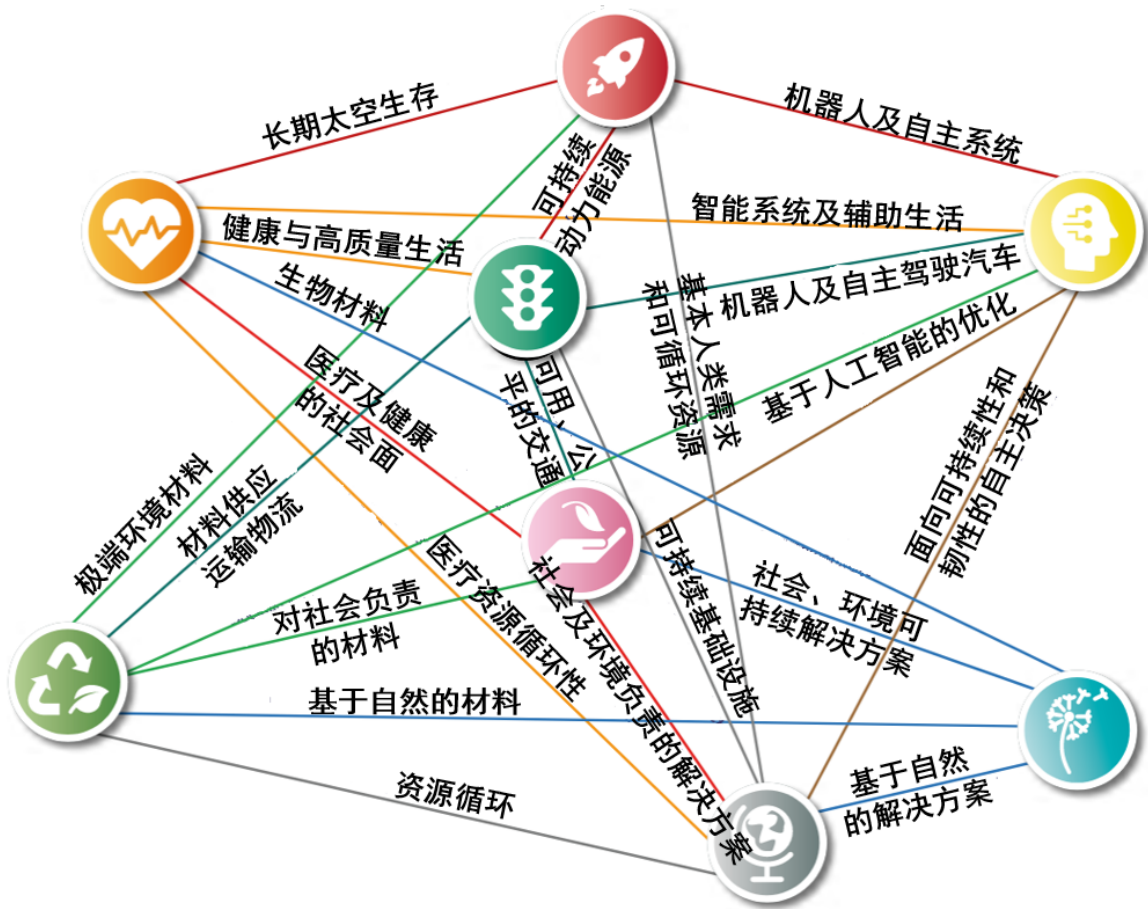 长期太空生存
机器人及自主系统
可持续
动力能源
智能系统及辅助生活
健康与高质量生活
生物材料
机器人及自主驾驶汽车
基本人类需求
和可循环资源
基于人工智能的优化
医疗及健康
的社会面
可用、公
平的交通
面向可持续性和
韧性的自主决策
极端环境材料
材料供应
运输物流
医疗资源循环性
可持续基础设施
社会、环境可
持续解决方案
对社会负责
的材料
社会及环境负责的解决方案
基于自然的材料
资源循环
基于自然
的解决方案